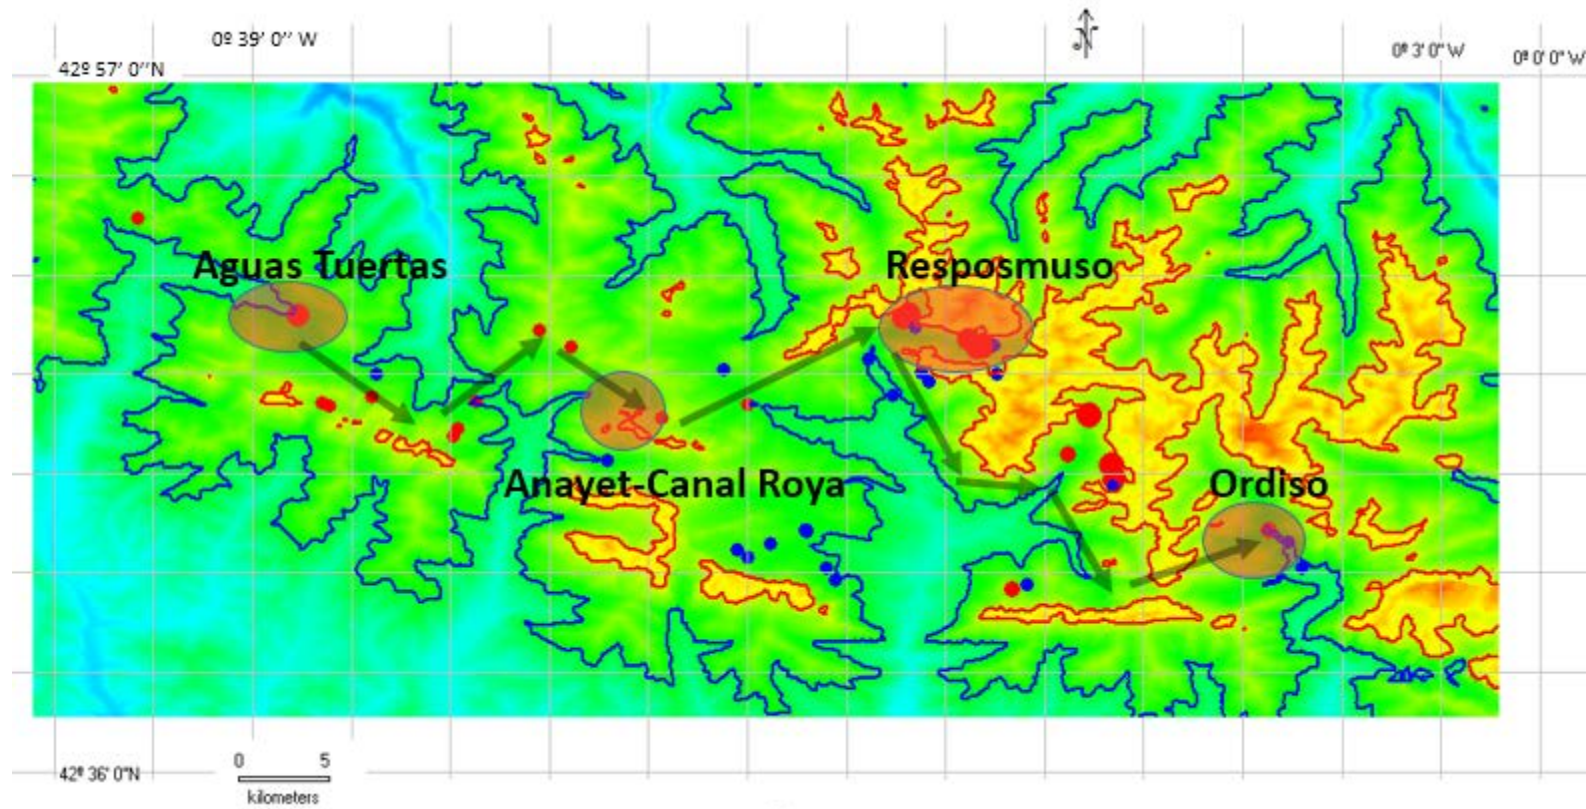 0º 39' 0'' W
N
0º 3' 0'' W
0º 0' 0'' W
42º 57' 0''N
Aguas Tuertas
Resposmuso
Anayet-Canal Roya
Ordiso
42º 36' 0''N
0 5
kilometers